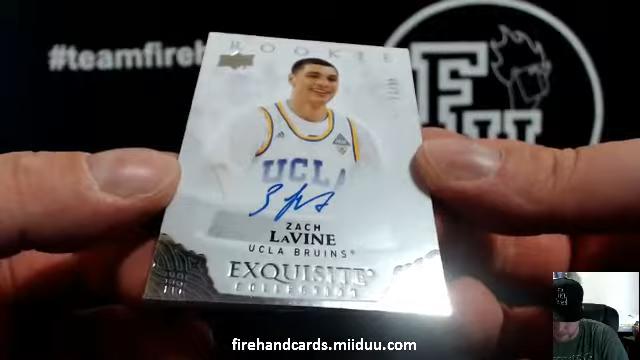 #teamfireh
ROOKIE
UCLA
ZACH
LAVINE
UCLA BRUINS®
EXQUISITE
COLLECTION
firehandcards.miiduu.com